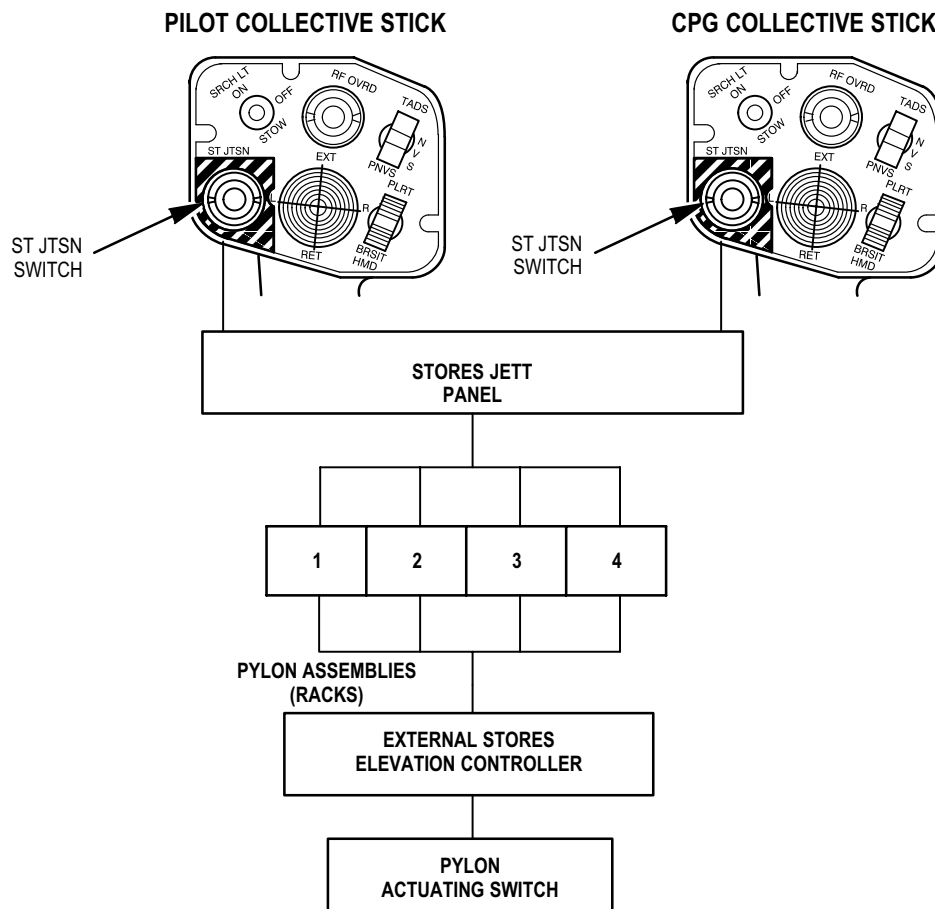 PILOT COLLECTIVE STICK
CPG COLLECTIVE STICK
SRCH LT
ON
OFF
STOW
RF OVRD
TADS
N
V
S
PNVS
ST JTSN
EXT
L
R
RET
PLRT
BRSIT
HMD
ST JTSN
SWITCH
SRCH LT
ON
OFF
STOW
RF OVRD
TADS
N
V
S
PNVS
ST JTSN
EXT
L
R
RET
PLRT
BRSIT
HMD
ST JTSN
SWITCH
STORES JETT
PANEL
1
2
3
4
PYLON ASSEMBLIES
(RACKS)
EXTERNAL STORES
ELEVATION CONTROLLER
PYLON
ACTUATING SWITCH